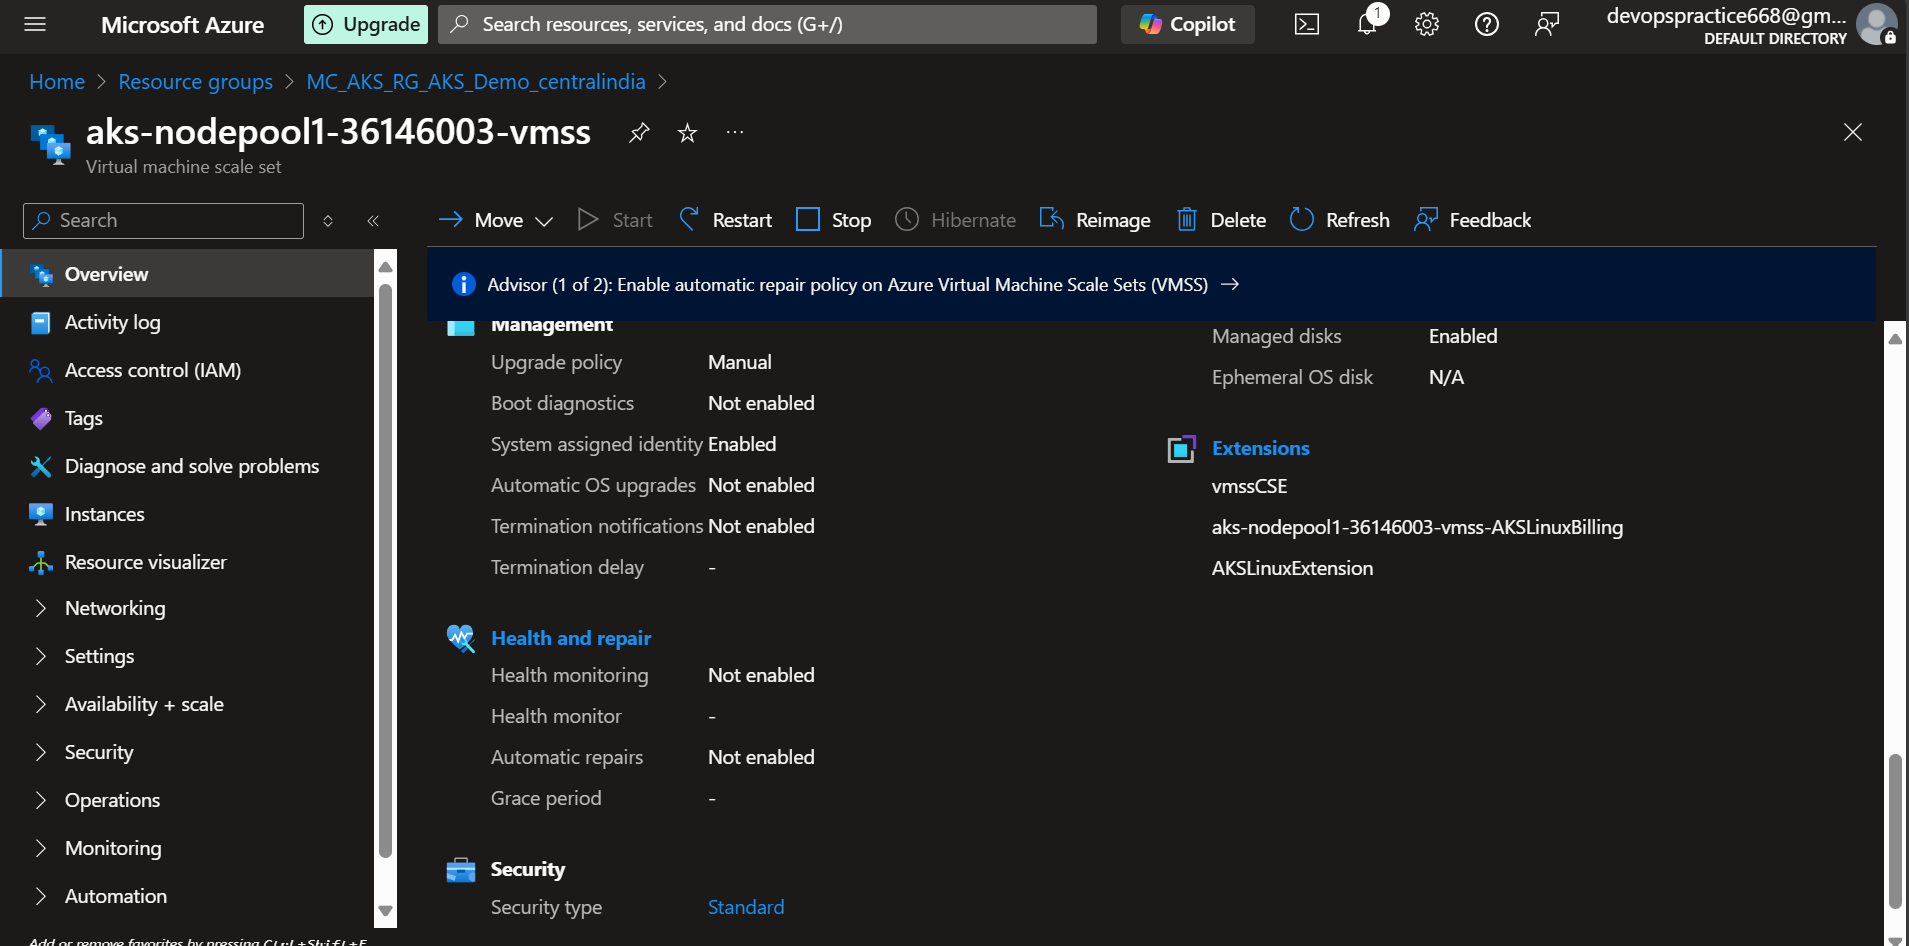 Microsoft Azure
Upgrade
Search resources, services, and docs (G+/)
Copilot
1
devopspractice668@gm...
DEFAULT DIRECTORY
Home > Resource groups > MC_AKS_RG_AKS_Demo_centralindia >
aks-nodepool1-36146003-vmss
Virtual machine scale set
Search
Move
Start
Restart
Stop
Hibernate
Reimage
Delete
Refresh
Feedback
Overview
Activity log
Access control (IAM)
Tags
Diagnose and solve problems
Instances
Resource visualizer
Networking
Settings
Availability + scale
Security
Operations
Monitoring
Automation
Add or remove favorites by pressing Ctrl+Shift+F
Advisor (1 of 2): Enable automatic repair policy on Azure Virtual Machine Scale Sets (VMSS)
Management
Upgrade policy Manual
Boot diagnostics Not enabled
System assigned identity Enabled
Automatic OS upgrades Not enabled
Termination notifications Not enabled
Termination delay -
Health and repair
Health monitoring Not enabled
Health monitor -
Automatic repairs Not enabled
Grace period -
Security
Security type Standard
Managed disks Enabled
Ephemeral OS disk N/A
Extensions
vmssCSE
aks-nodepool1-36146003-vmss-AKSLinuxBilling
AKSLinuxExtension